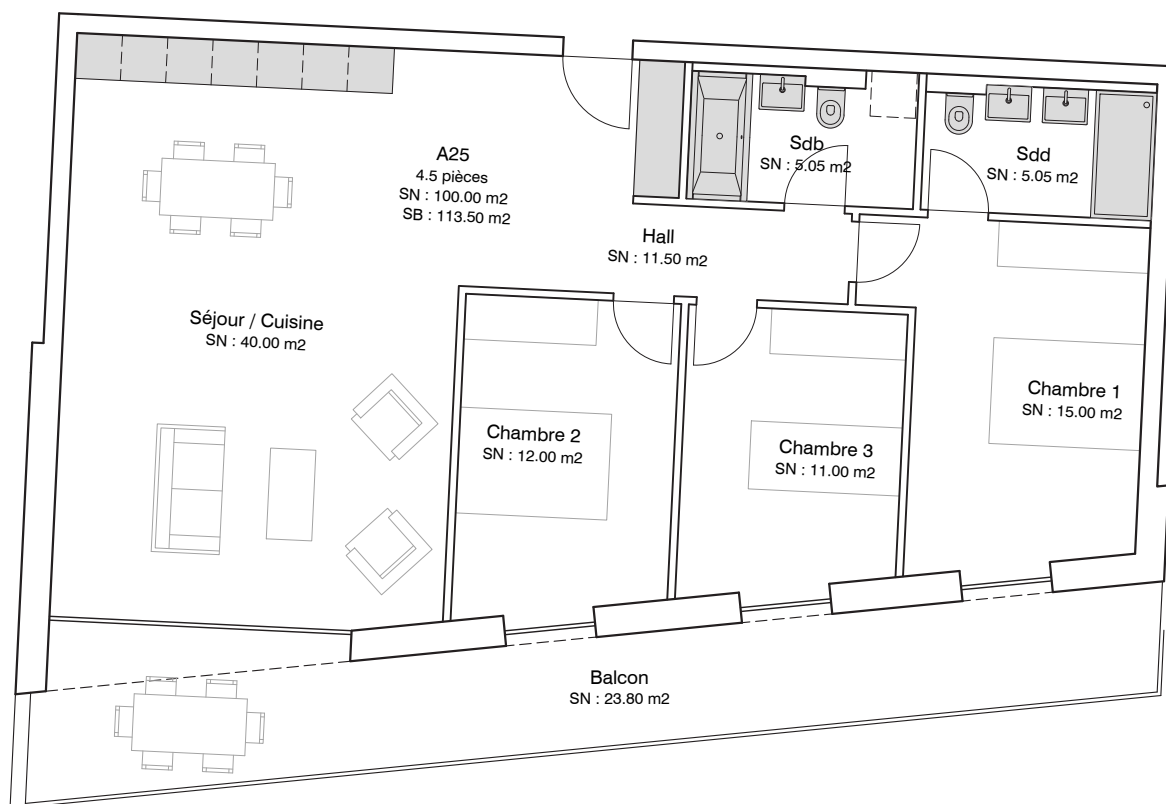 A25
4.5 pièces
SN : 100.00 m2
SB : 113.50 m2
Sdb
SN : 5.05 m2
Sdd
SN : 5.05 m2
Hall
SN : 11.50 m2
Séjour / Cuisine
SN : 40.00 m2
Chambre 1
SN : 15.00 m2
Chambre 2
SN : 12.00 m2
Chambre 3
SN : 11.00 m2
Balcon
SN : 23.80 m2